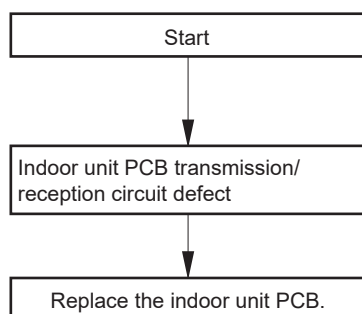 Start
Indoor unit PCB transmission/
reception circuit defect
Replace the indoor unit PCB.